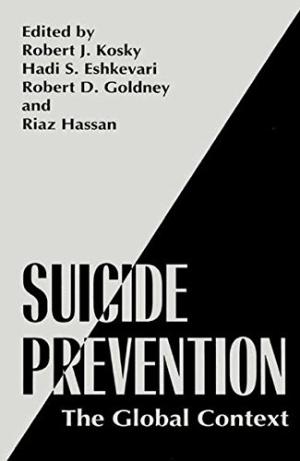 Edited by
Robert J. Kosky
Hadi S. Eshkevari
Robert D. Goldney
and
Riaz Hassan
SUICIDE
PREVENTION
The Global Context